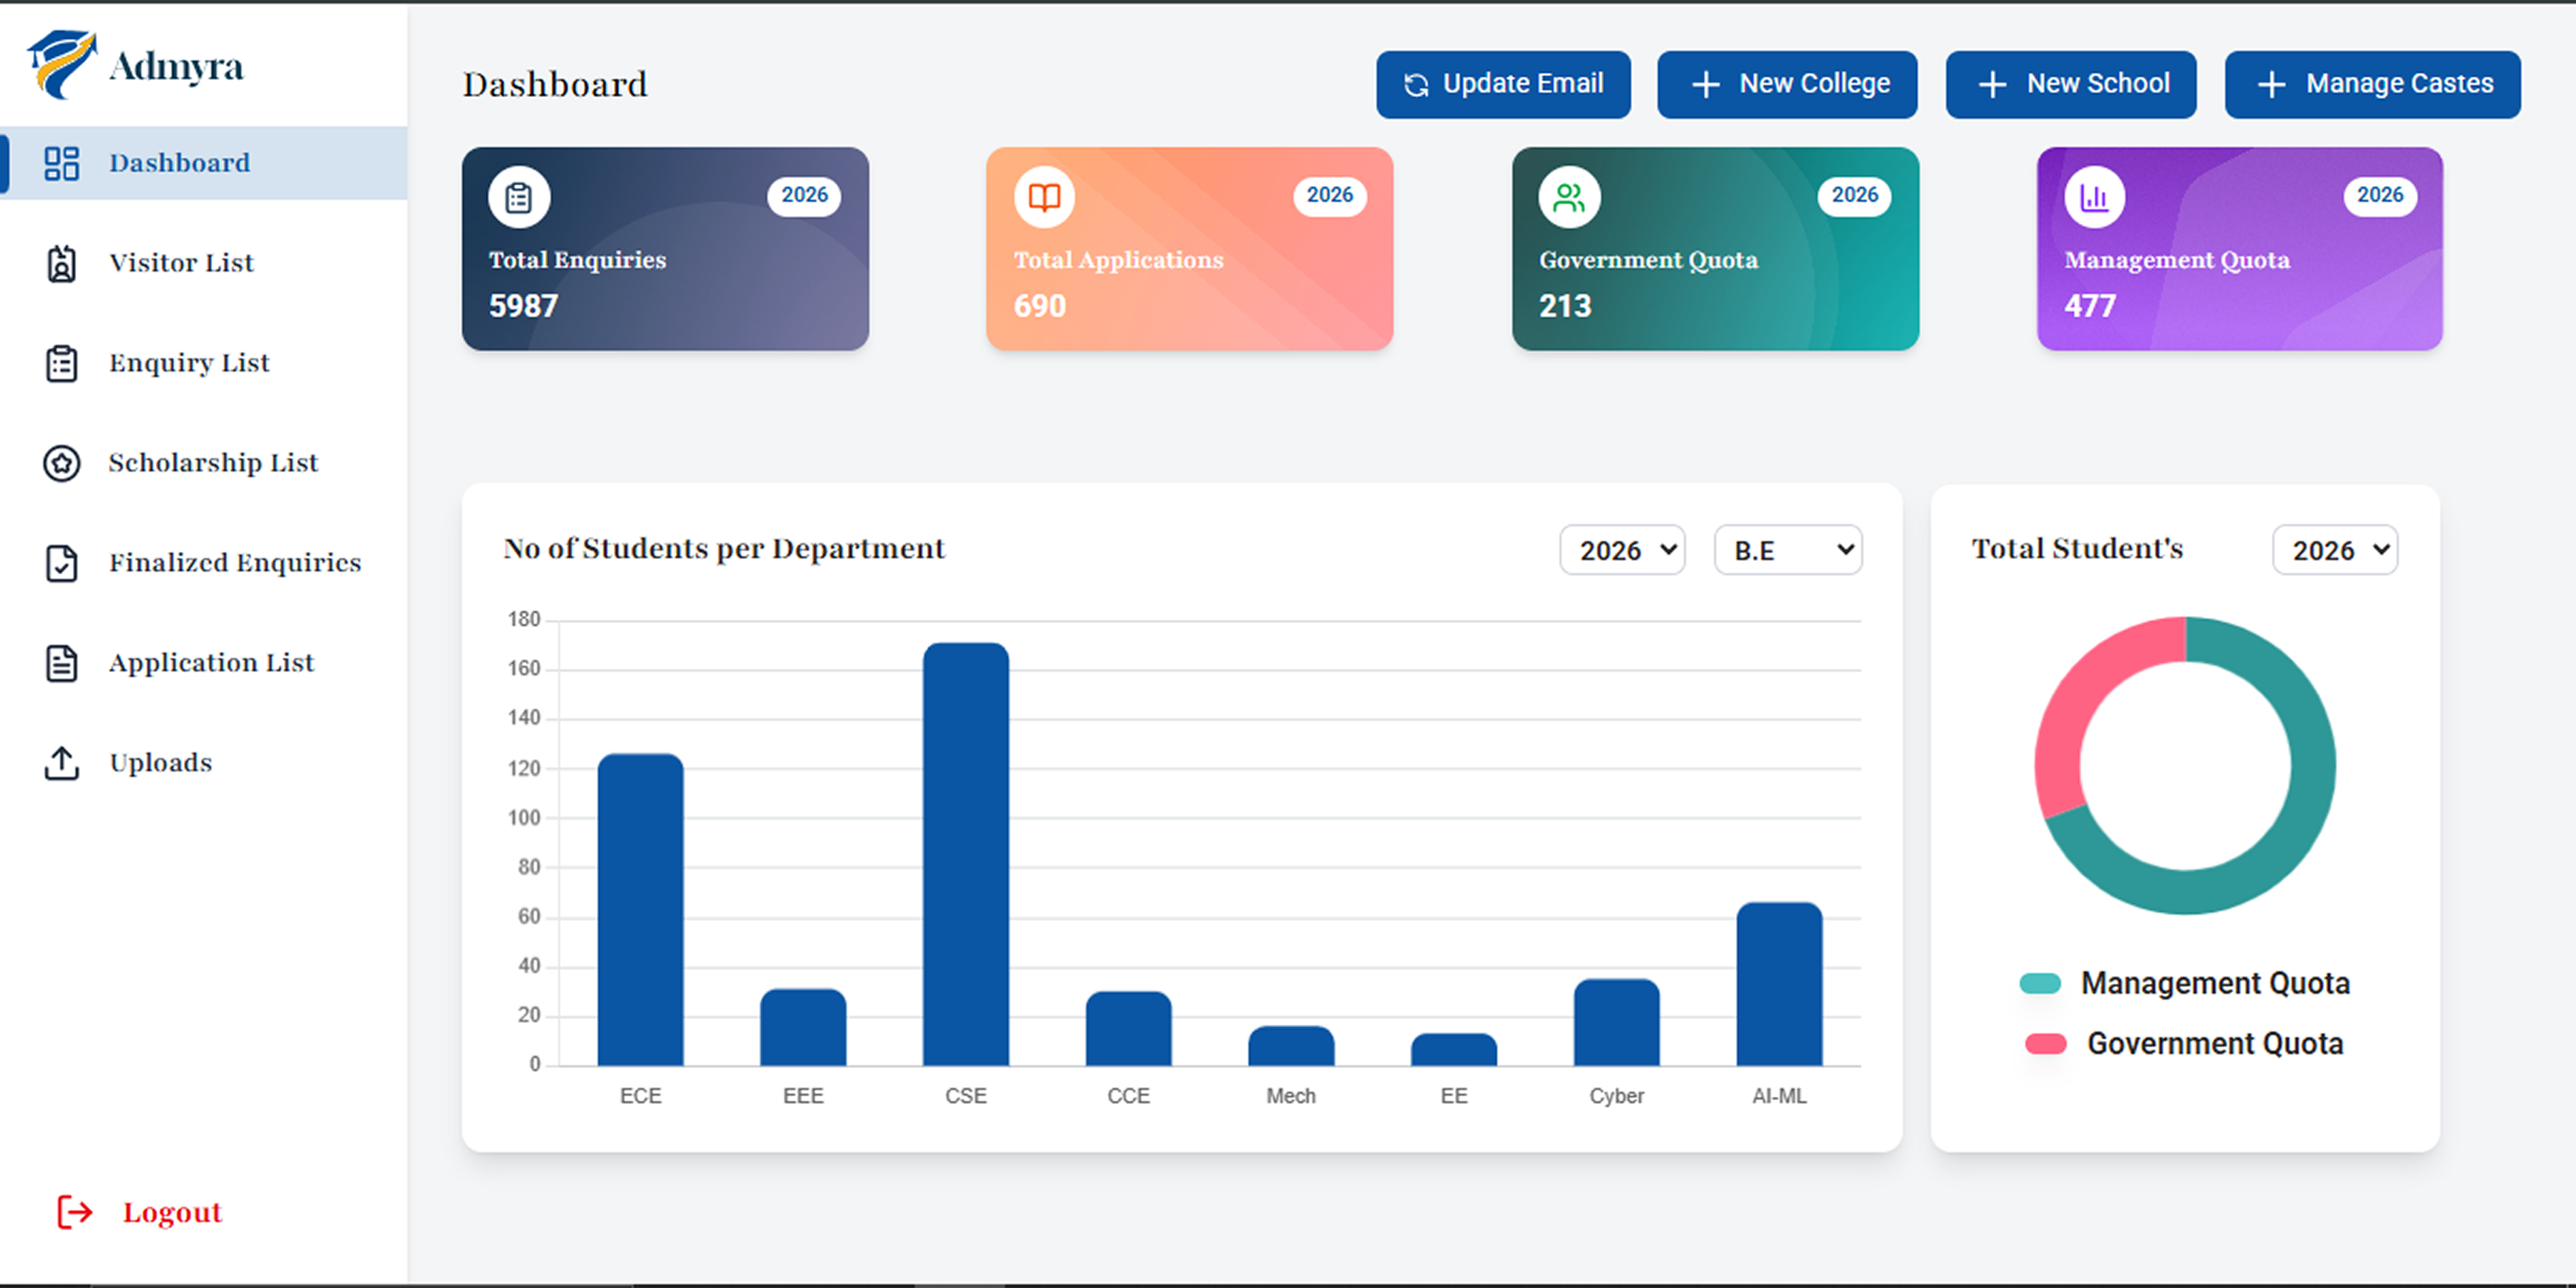 Admyra
Dashboard
Visitor List
Enquiry List
Scholarship List
Finalized Enquiries
Application List
Uploads
Logout
Dashboard
Update Email
New College
New School
Manage Castes
2026
Total Enquiries
5987
2026
Total Applications
690
2026
Government Quota
213
2026
Management Quota
477
No of Students per Department
2026
B.E
180
160
140
120
100
80
60
40
20
0
ECE EEE CSE CCE Mech EE Cyber AI-ML
Total Student's
2026
Management Quota
Government Quota